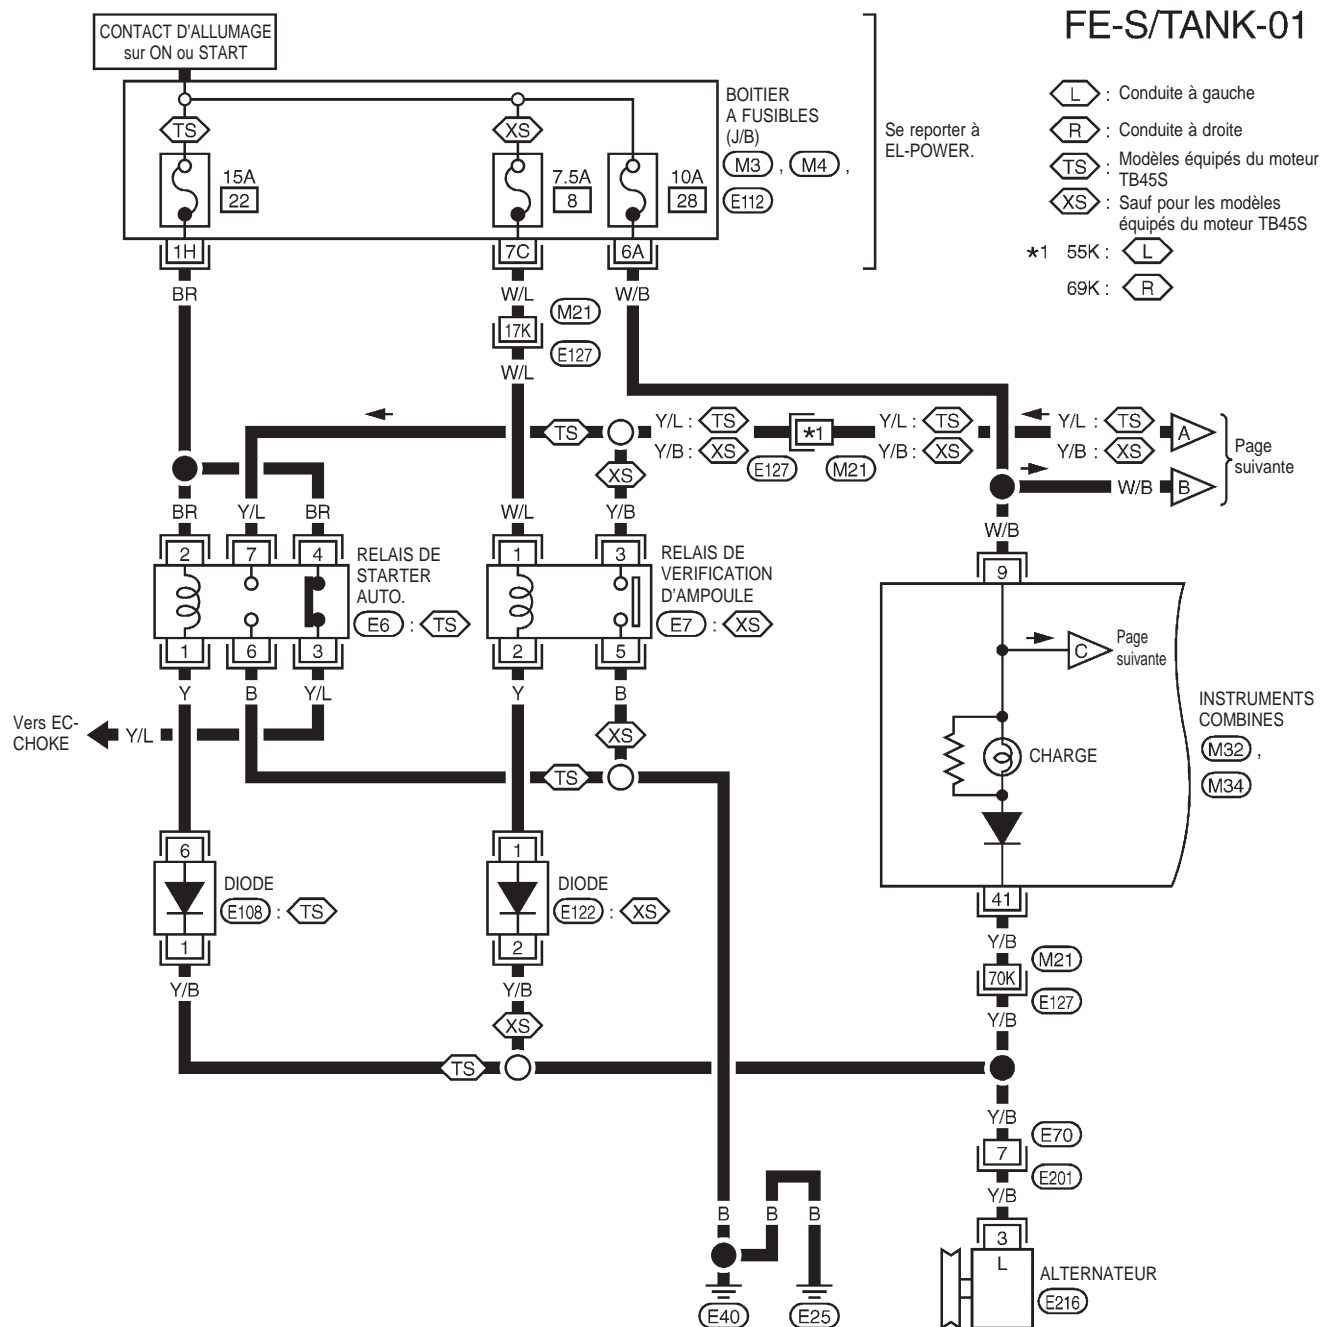 FE-S/TANK-01
CONTACT D'ALLUMAGE
sur ON ou START
BOITIER
A FUSIBLES
(J/B)
M3 , M4 ,
E112
Se reporter à
EL-POWER.
L : Conduite à gauche
R : Conduite à droite
TS : Modèles équipés du moteur
TB45S
XS : Sauf pour les modèles
équipés du moteur TB45S
*1 55K : L
69K : R
TS XS
15A 7.5A 10A
22 8 28
1H 7C 6A
BR W/L W/B
17K M21
E127
W/L
TS Y/L : TS *1 Y/L : TS Y/L : TS A
Y/B : XS E127 M21 Y/B : XS Y/B : XS
Page
suivante
XS
W/B B
BR Y/L BR W/L Y/B W/B
2 7 4 RELAIS DE
STARTER
AUTO.
E6 : TS
1 3 RELAIS DE
VERIFICATION
D'AMPOULE
E7 : XS
9
C Page
suivante
1 6 3 2 5
Y B Y/L Y B
Vers EC-
CHOKE
Y/L
XS
TS
CHARGE
INSTRUMENTS
COMBINES
M32 ,
M34
6 DIODE
E108 : TS
1
1 DIODE
E122 : XS
2
41
Y/B
70K M21
E127
Y/B
Y/B Y/B
XS
TS
Y/B
7 E70
E201
Y/B
B B B
E40 E25
3
L
ALTERNATEUR
E216